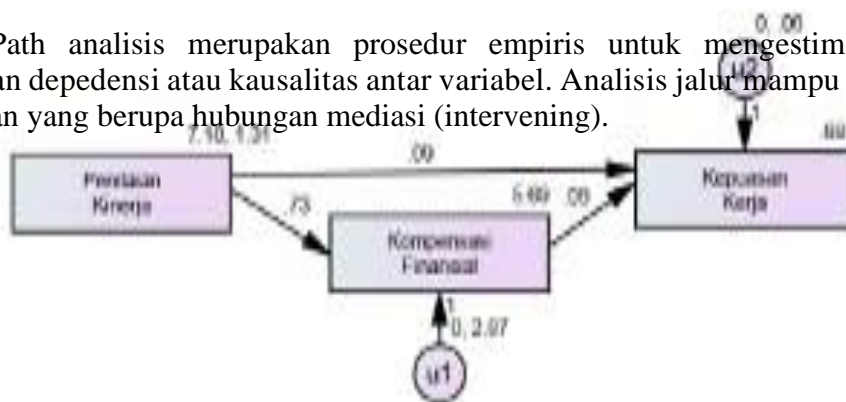 0, .06
Path analisis merupakan prosedur empiris untuk mengestim
an depedensi atau kausalitas antar variabel. Analisis jalur mampu
u2
an yang berupa hubungan mediasi (intervening).
1
7.10, 1.31
.09
Penilaian
Kinerja
Kepuasan
Kerja
.73
5.69
.05
Kompensasi
Finansial
1
0, 2.97
u1